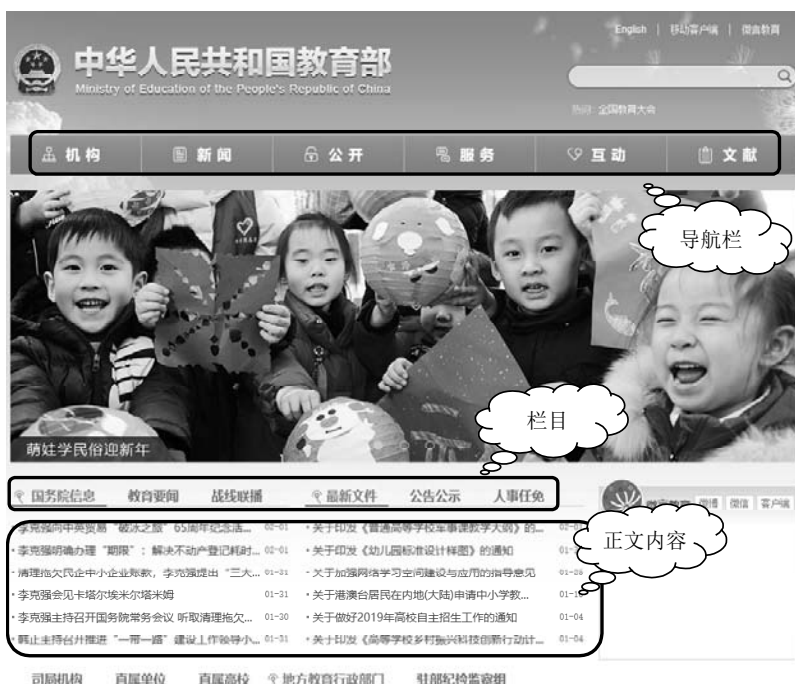 English | 移动客户端 | 微言教育
中华人民共和国教育部
Ministry of Education of the People's Republic of China
热词: 全国教育大会
机构 新闻 公开 服务 互动 文献
导航栏
栏目
萌娃学民俗迎新年
国务院信息 教育要闻 战线联播 最新文件 公告公示 人事任免
微言教育 微博 微信 客户端
正文内容
·李克强向中英贸易“破冰之旅”65周年纪念活... 02-01 ·关于印发《普通高等学校军事课教学大纲》的...
·李克强明确办理“期限”：解决不动产登记耗时... 02-01 ·关于印发《幼儿园标准设计样图》的通知
·清理拖欠民企中小企业账款，李克强提出“三大... 01-31 ·关于加强网络学习空间建设与应用的指导意见 01-28
·李克强会见卡塔尔埃米尔塔米姆 01-31 ·关于港澳台居民在内地(大陆)申请中小学教...
·李克强主持召开国务院常务会议 听取清理拖欠... 01-30 ·关于做好2019年高校自主招生工作的通知 01-04
·韩正主持召开推进“一带一路”建设工作领导小... 01-31 ·关于印发《高等学校乡村振兴科技创新行动计... 01-04
司局机构 直属单位 直属高校 地方教育行政部门 驻部纪检监察组